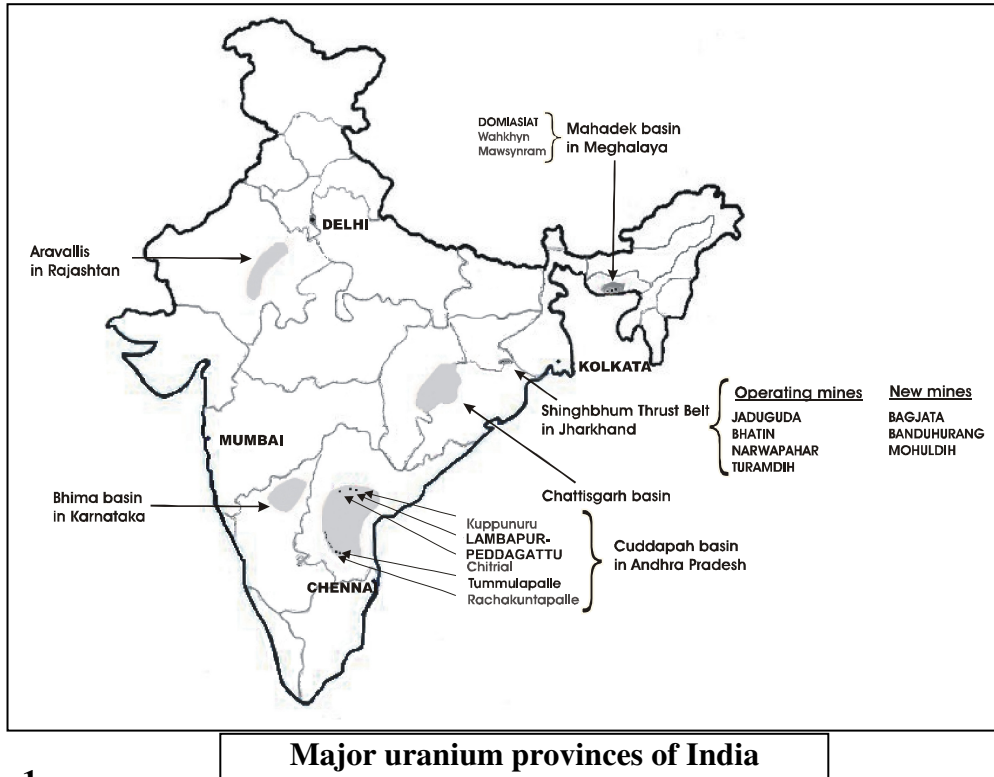 DOMIASIAT
Wahkhyn
Mawsynram
Mahadek basin
in Meghalaya
DELHI
Aravallis
in Rajashtan
KOLKATA
Shinghbhum Thrust Belt
in Jharkhand
Operating mines
JADUGUDA
BHATIN
NARWAPAHAR
TURAMDIH
New mines
BAGJATA
BANDUHURANG
MOHULDIH
MUMBAI
Chattisgarh basin
Bhima basin
in Karnataka
Kuppunuru
LAMBAPUR-
PEDDAGATTU
Chitrial
Tummulapalle
Rachakuntapalle
Cuddapah basin
in Andhra Pradesh
CHENNA
Major uranium provinces of India